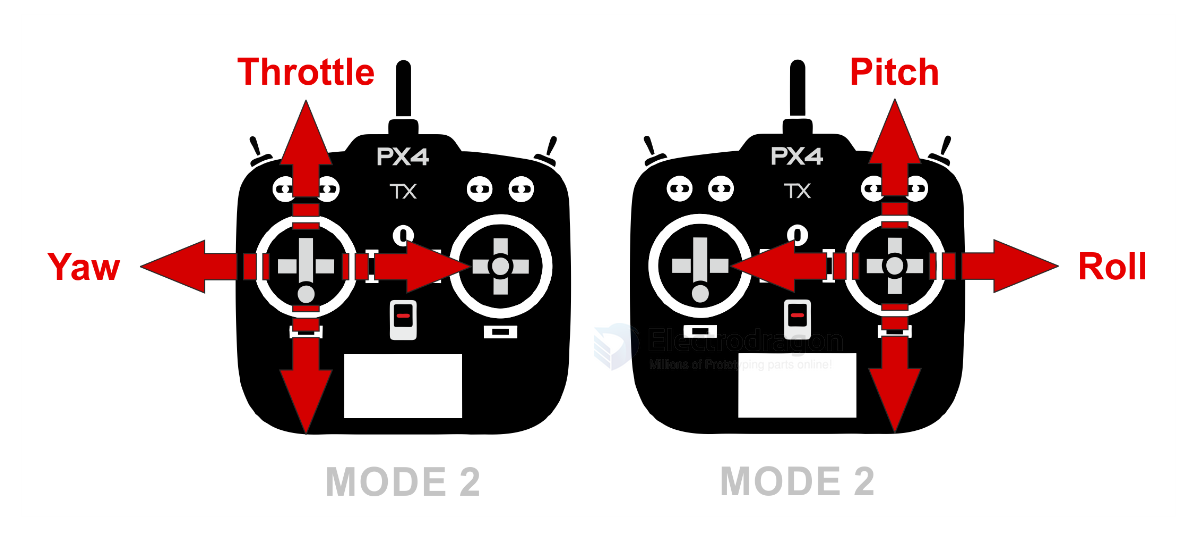 Throttle
Pitch
PX4
PX4
TX
TX
Yaw
Roll
Electrodragon
Millions of Prototyping parts online!
MODE 2
MODE 2